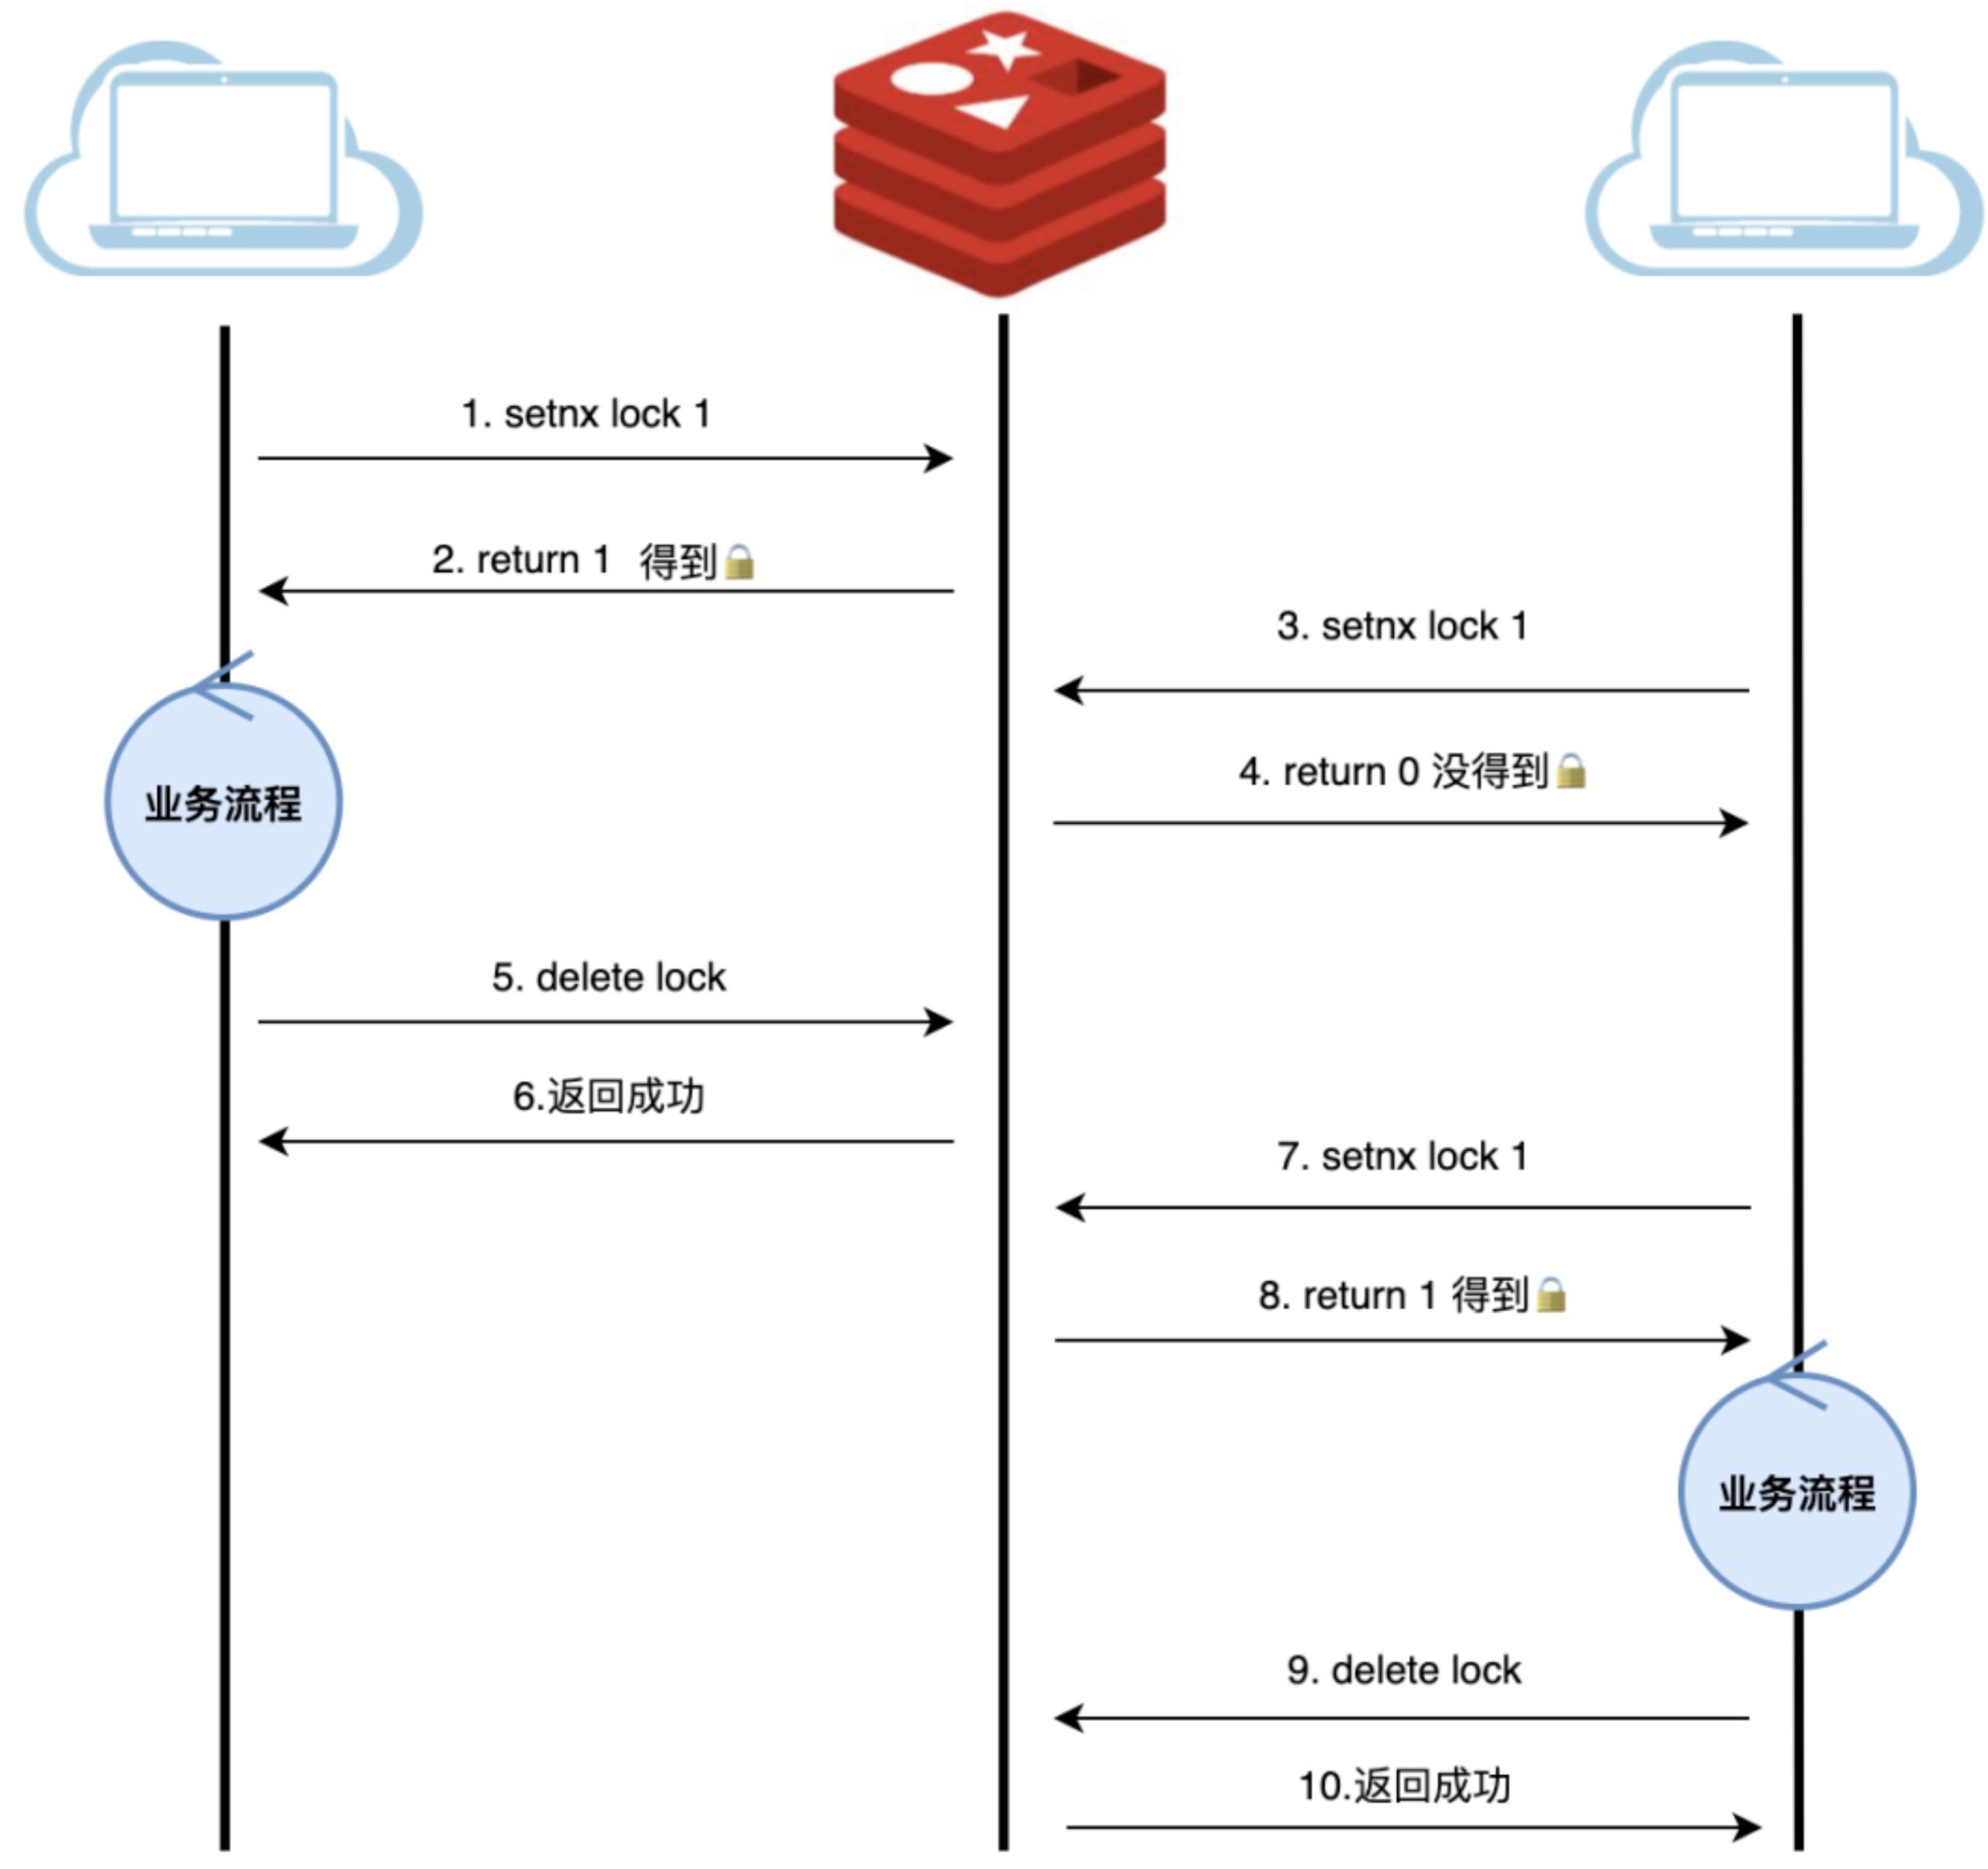 1. setnx lock 1
2. return 1 得到🔒
3. setnx lock 1
4. return 0 没得到🔒
业务流程
5. delete lock
6.返回成功
7. setnx lock 1
8. return 1 得到🔒
业务流程
9. delete lock
10.返回成功